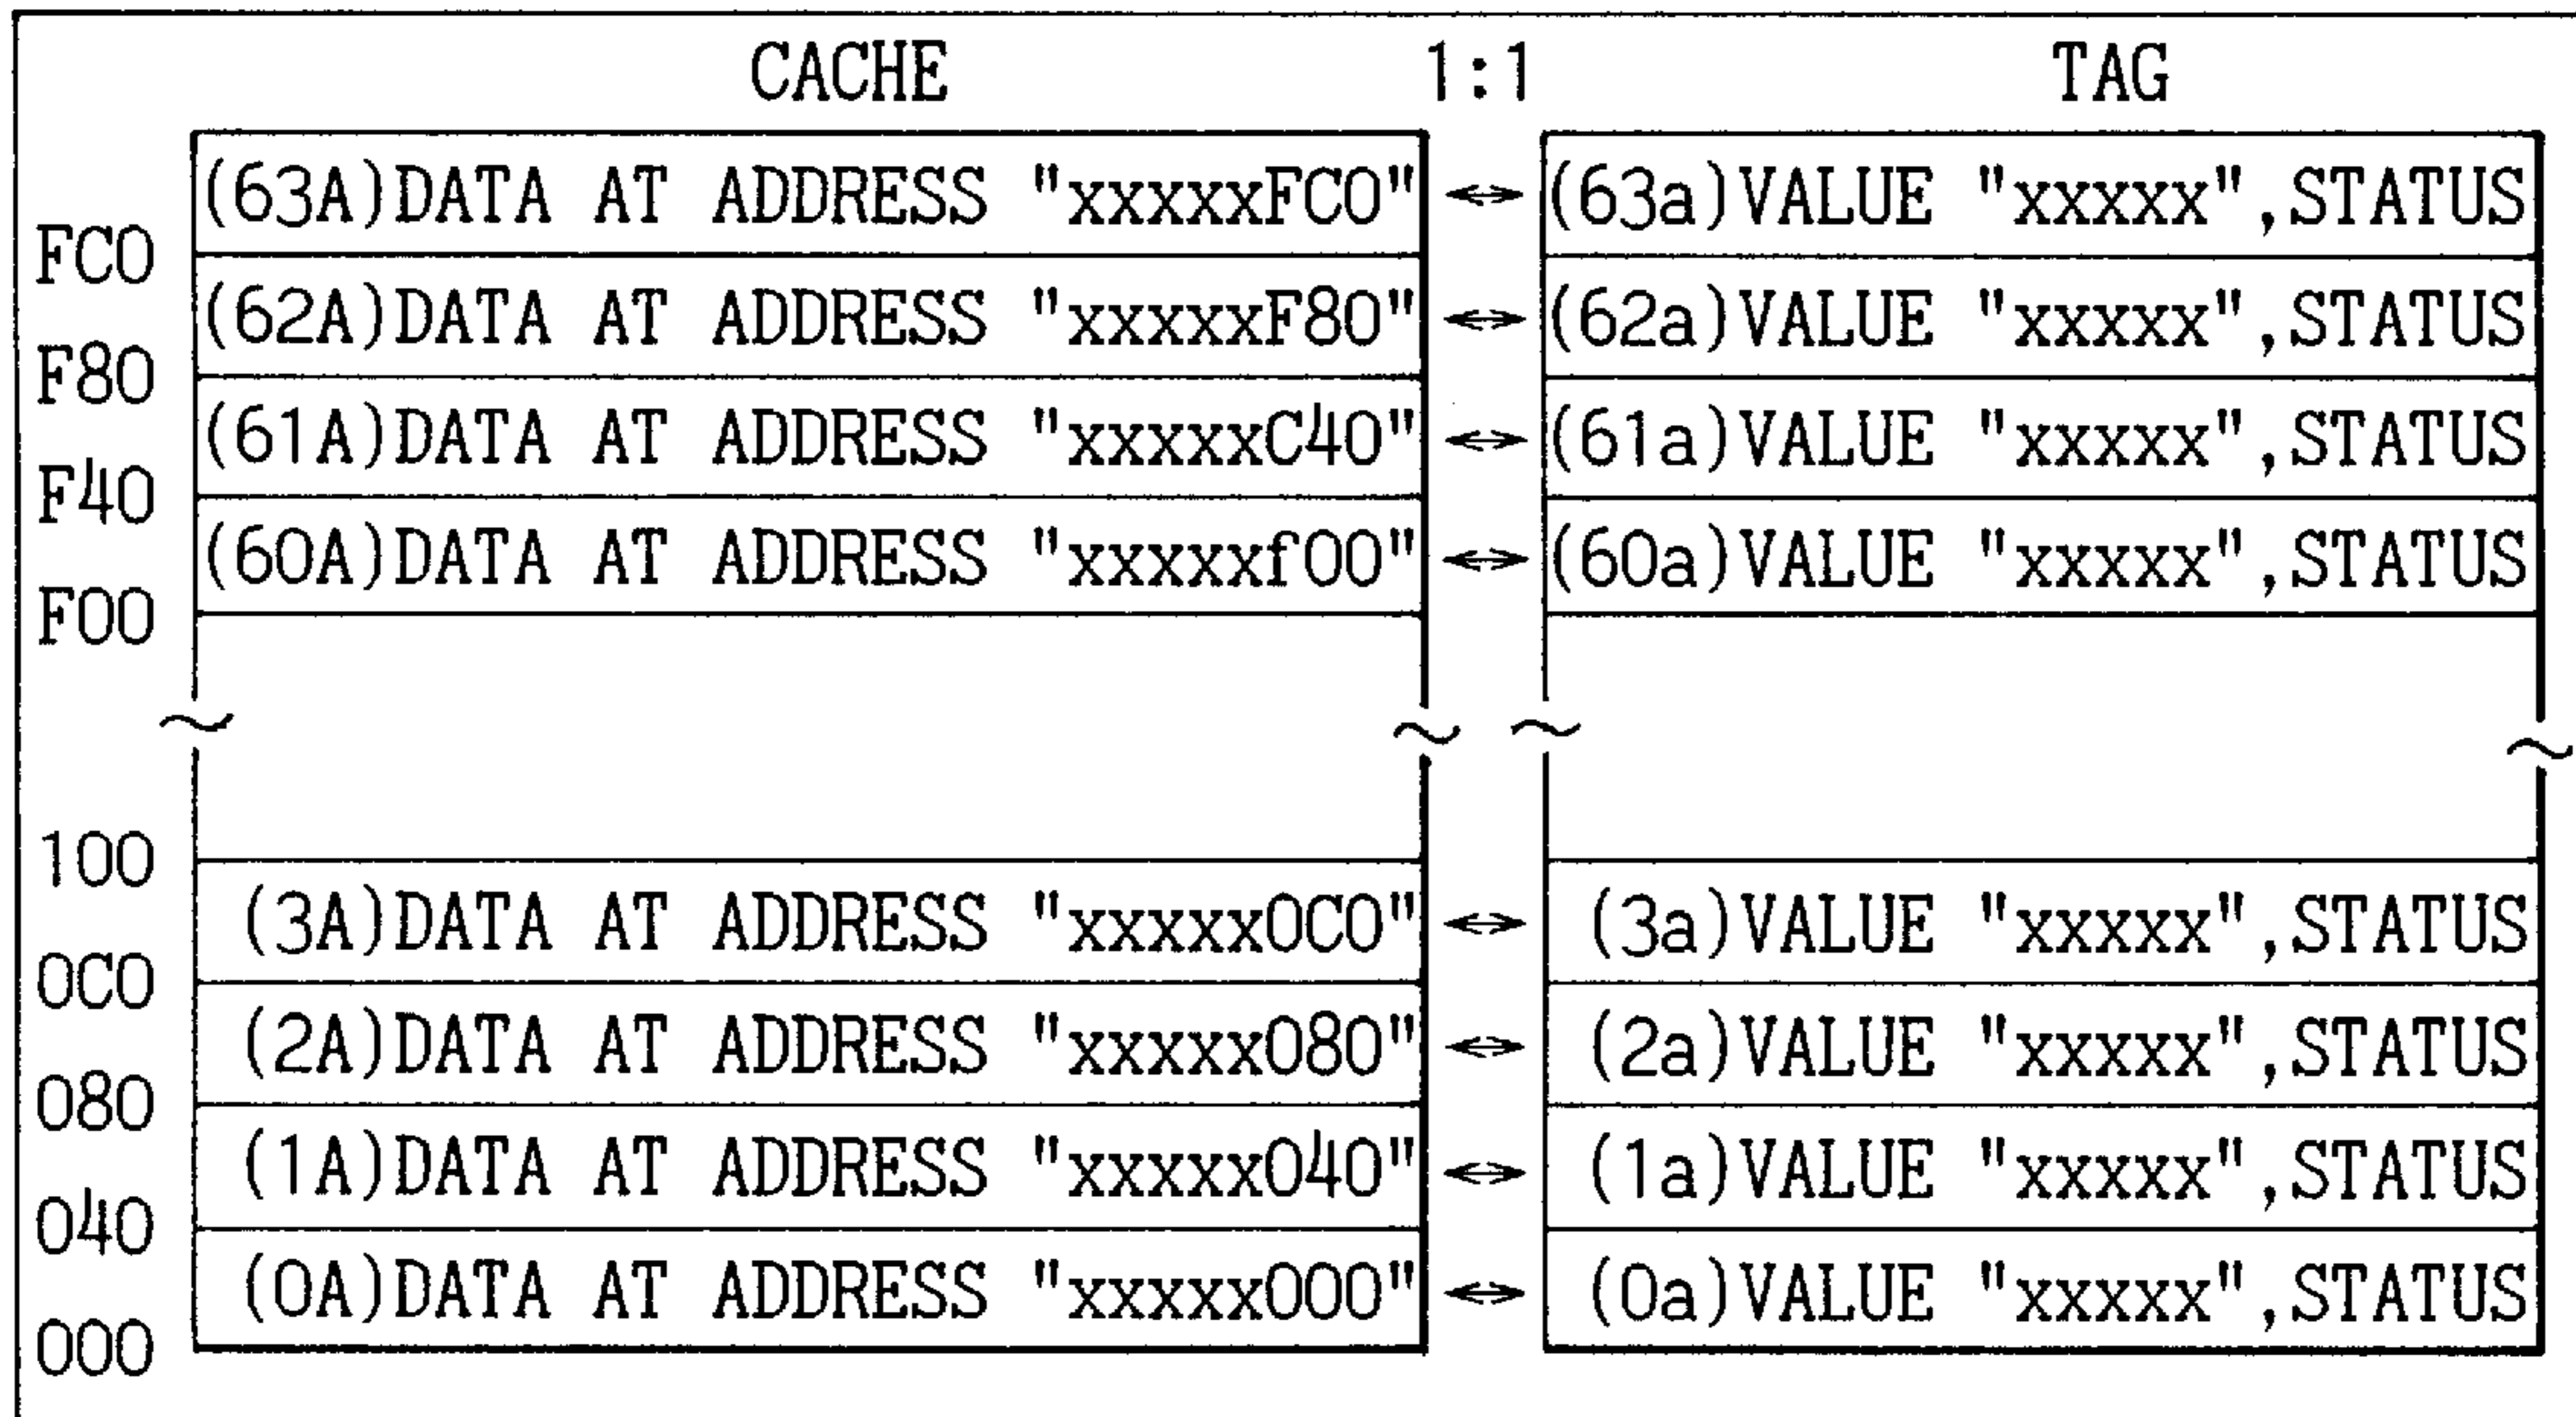 CACHE 1:1 TAG
(63A)DATA AT ADDRESS "xxxxxFC0" ↔ (63a)VALUE "xxxxx",STATUS
FC0
(62A)DATA AT ADDRESS "xxxxxF80" ↔ (62a)VALUE "xxxxx",STATUS
F80
(61A)DATA AT ADDRESS "xxxxxC40" ↔ (61a)VALUE "xxxxx",STATUS
F40
(60A)DATA AT ADDRESS "xxxxxf00" ↔ (60a)VALUE "xxxxx",STATUS
F00
100
(3A)DATA AT ADDRESS "xxxxx0C0" ↔ (3a)VALUE "xxxxx",STATUS
0C0
(2A)DATA AT ADDRESS "xxxxx080" ↔ (2a)VALUE "xxxxx",STATUS
080
(1A)DATA AT ADDRESS "xxxxx040" ↔ (1a)VALUE "xxxxx",STATUS
040
(0A)DATA AT ADDRESS "xxxxx000" ↔ (0a)VALUE "xxxxx",STATUS
000